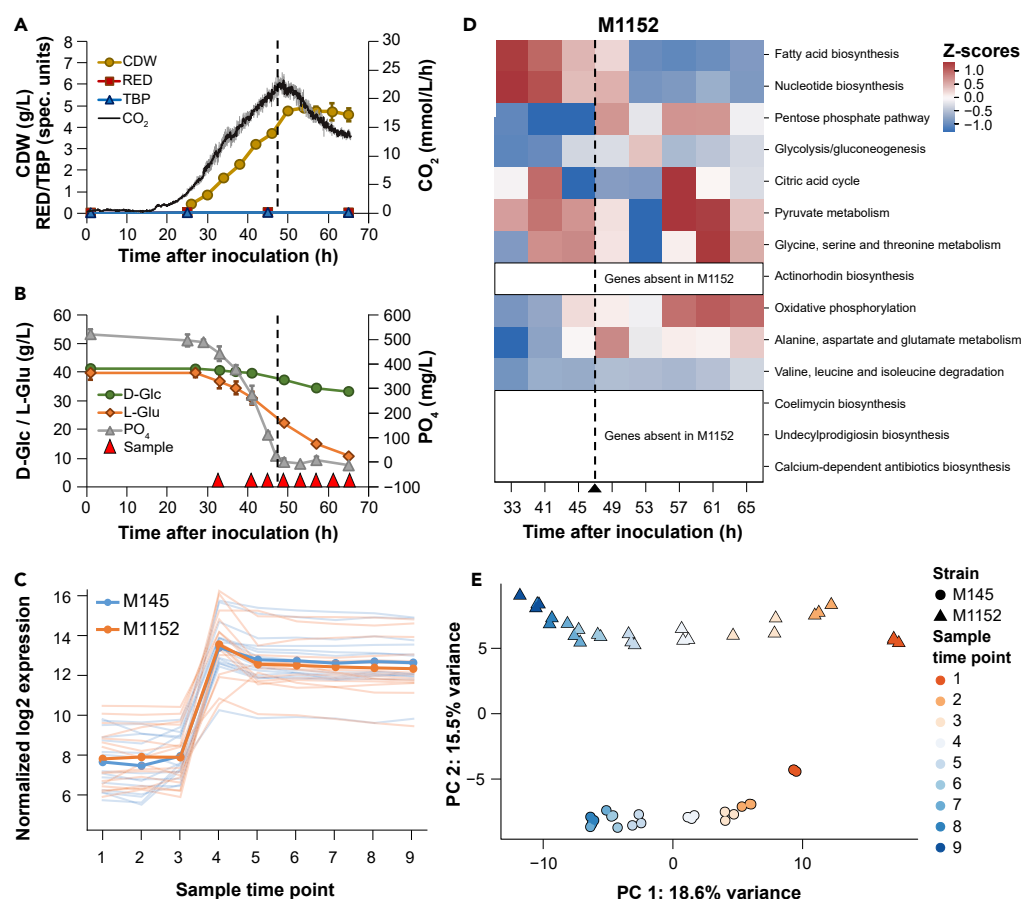 A
CDW (g/L)
RED/TBP (spec. units)
8
7
6
5
4
3
2
1
0
CDW
RED
TBP
CO2
30
25
20
15
10
5
0
CO2 (mmol/L/h)
0 10 20 30 40 50 60 70
Time after inoculation (h)
B
D-Glc / L-Glu (g/L)
60
50
40
30
20
10
0
D-Glc
L-Glu
PO4
Sample
600
500
400
300
200
100
0
−100
PO4 (mg/L)
0 10 20 30 40 50 60 70
Time after inoculation (h)
C
Normalized log2 expression
16
14
12
10
8
6
M145
M1152
1 2 3 4 5 6 7 8 9
Sample time point
D
M1152
Fatty acid biosynthesis
Nucleotide biosynthesis
Pentose phosphate pathway
Glycolysis/gluconeogenesis
Citric acid cycle
Pyruvate metabolism
Glycine, serine and threonine metabolism
Genes absent in M1152
Actinorhodin biosynthesis
Oxidative phosphorylation
Alanine, aspartate and glutamate metabolism
Valine, leucine and isoleucine degradation
Coelimycin biosynthesis
Genes absent in M1152
Undecylprodigiosin biosynthesis
Calcium-dependent antibiotics biosynthesis
33 41 45 49 53 57 61 65
Time after inoculation (h)
Z-scores
1.0
0.5
0.0
−0.5
−1.0
E
PC 2: 15.5% variance
5
0
−5
−10 0 10
PC 1: 18.6% variance
Strain
M145
M1152
Sample
time point
1
2
3
4
5
6
7
8
9